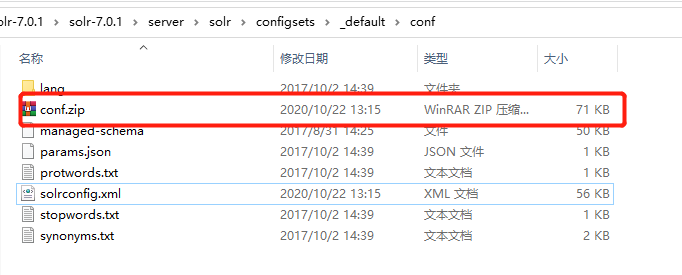 olr-7.0.1 > solr-7.0.1 > server > solr > configsets > _default > conf
名称 修改日期 类型 大小
lang 2017/10/2 14:39 文件夹
conf.zip 2020/10/22 13:15 WinRAR ZIP 压缩... 71 KB
managed-schema 2017/8/31 14:25 文件 50 KB
params.json 2017/10/2 14:39 JSON 文件 1 KB
protwords.txt 2017/10/2 14:39 文本文档 1 KB
solrconfig.xml 2020/10/22 13:15 XML 文档 56 KB
stopwords.txt 2017/10/2 14:39 文本文档 1 KB
synonyms.txt 2017/10/2 14:39 文本文档 2 KB